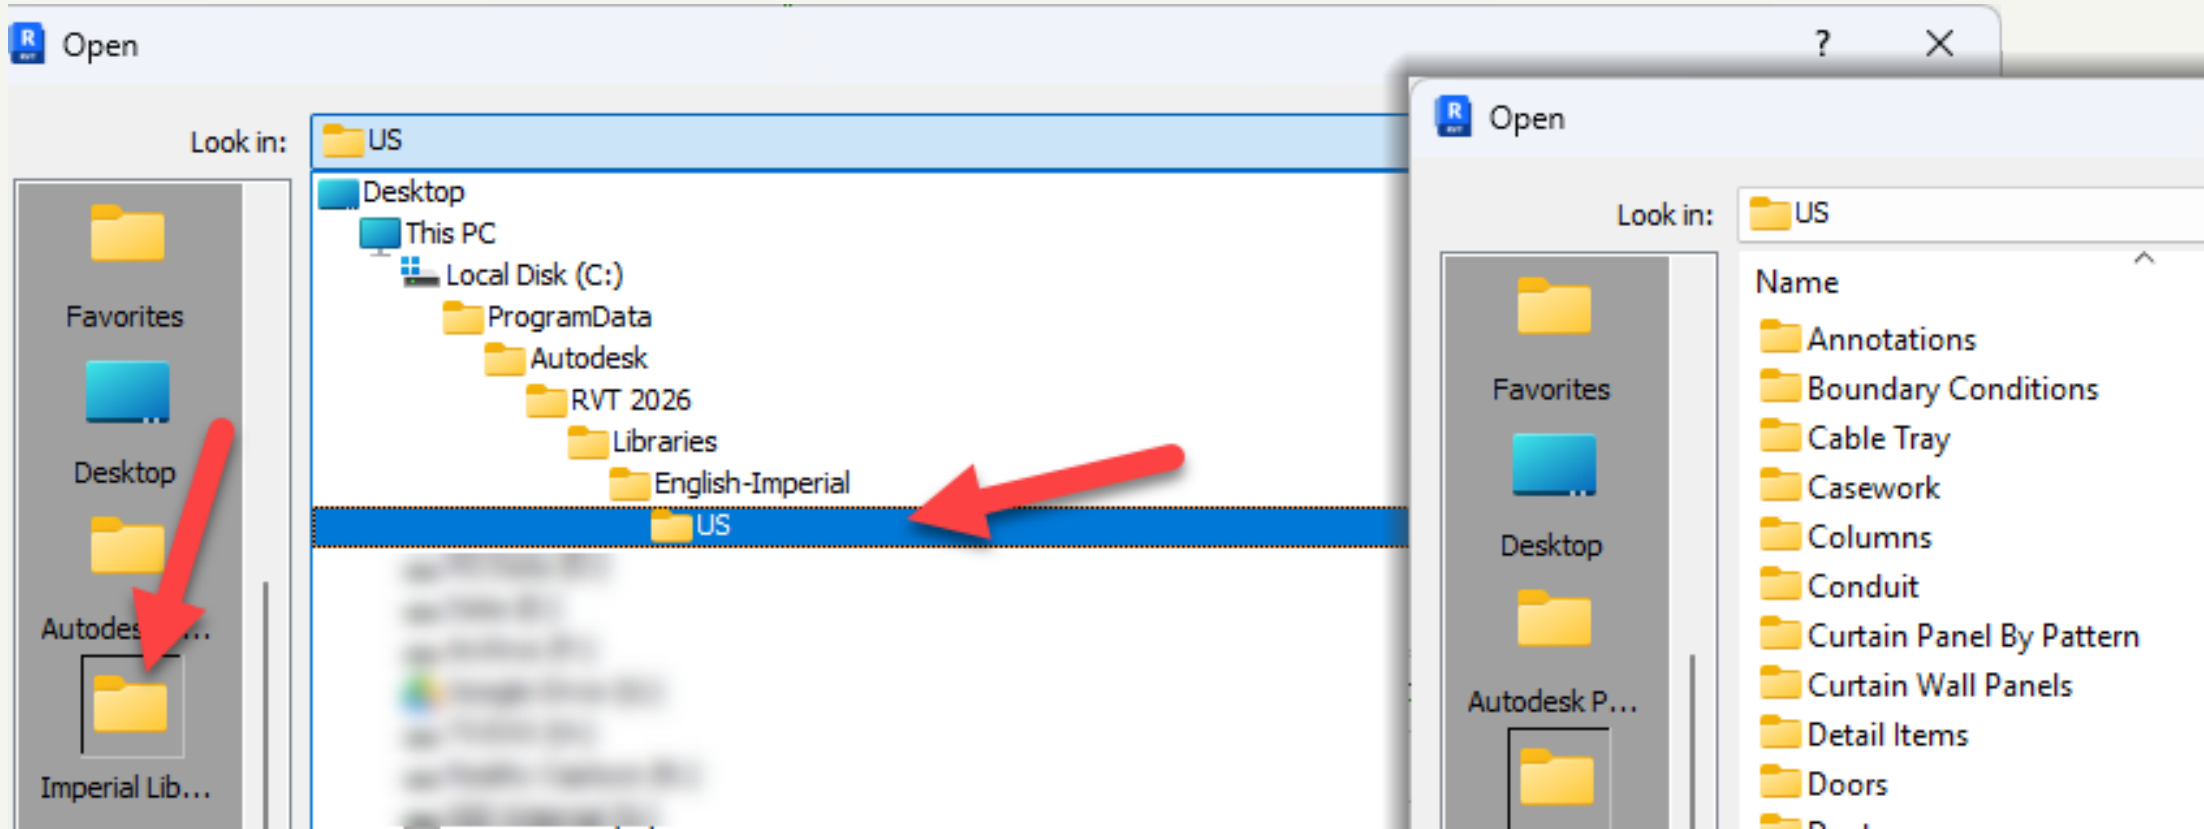 R
RVT
Open
?
Look in:
US
Favorites
Desktop
Imperial Lib...
Desktop
This PC
Local Disk (C:)
ProgramData
Autodesk
RVT 2026
Libraries
English-Imperial
US
R
RVT
Open
Look in:
US
Favorites
Desktop
Autodesk P...
Name
Annotations
Boundary Conditions
Cable Tray
Casework
Columns
Conduit
Curtain Panel By Pattern
Curtain Wall Panels
Detail Items
Doors